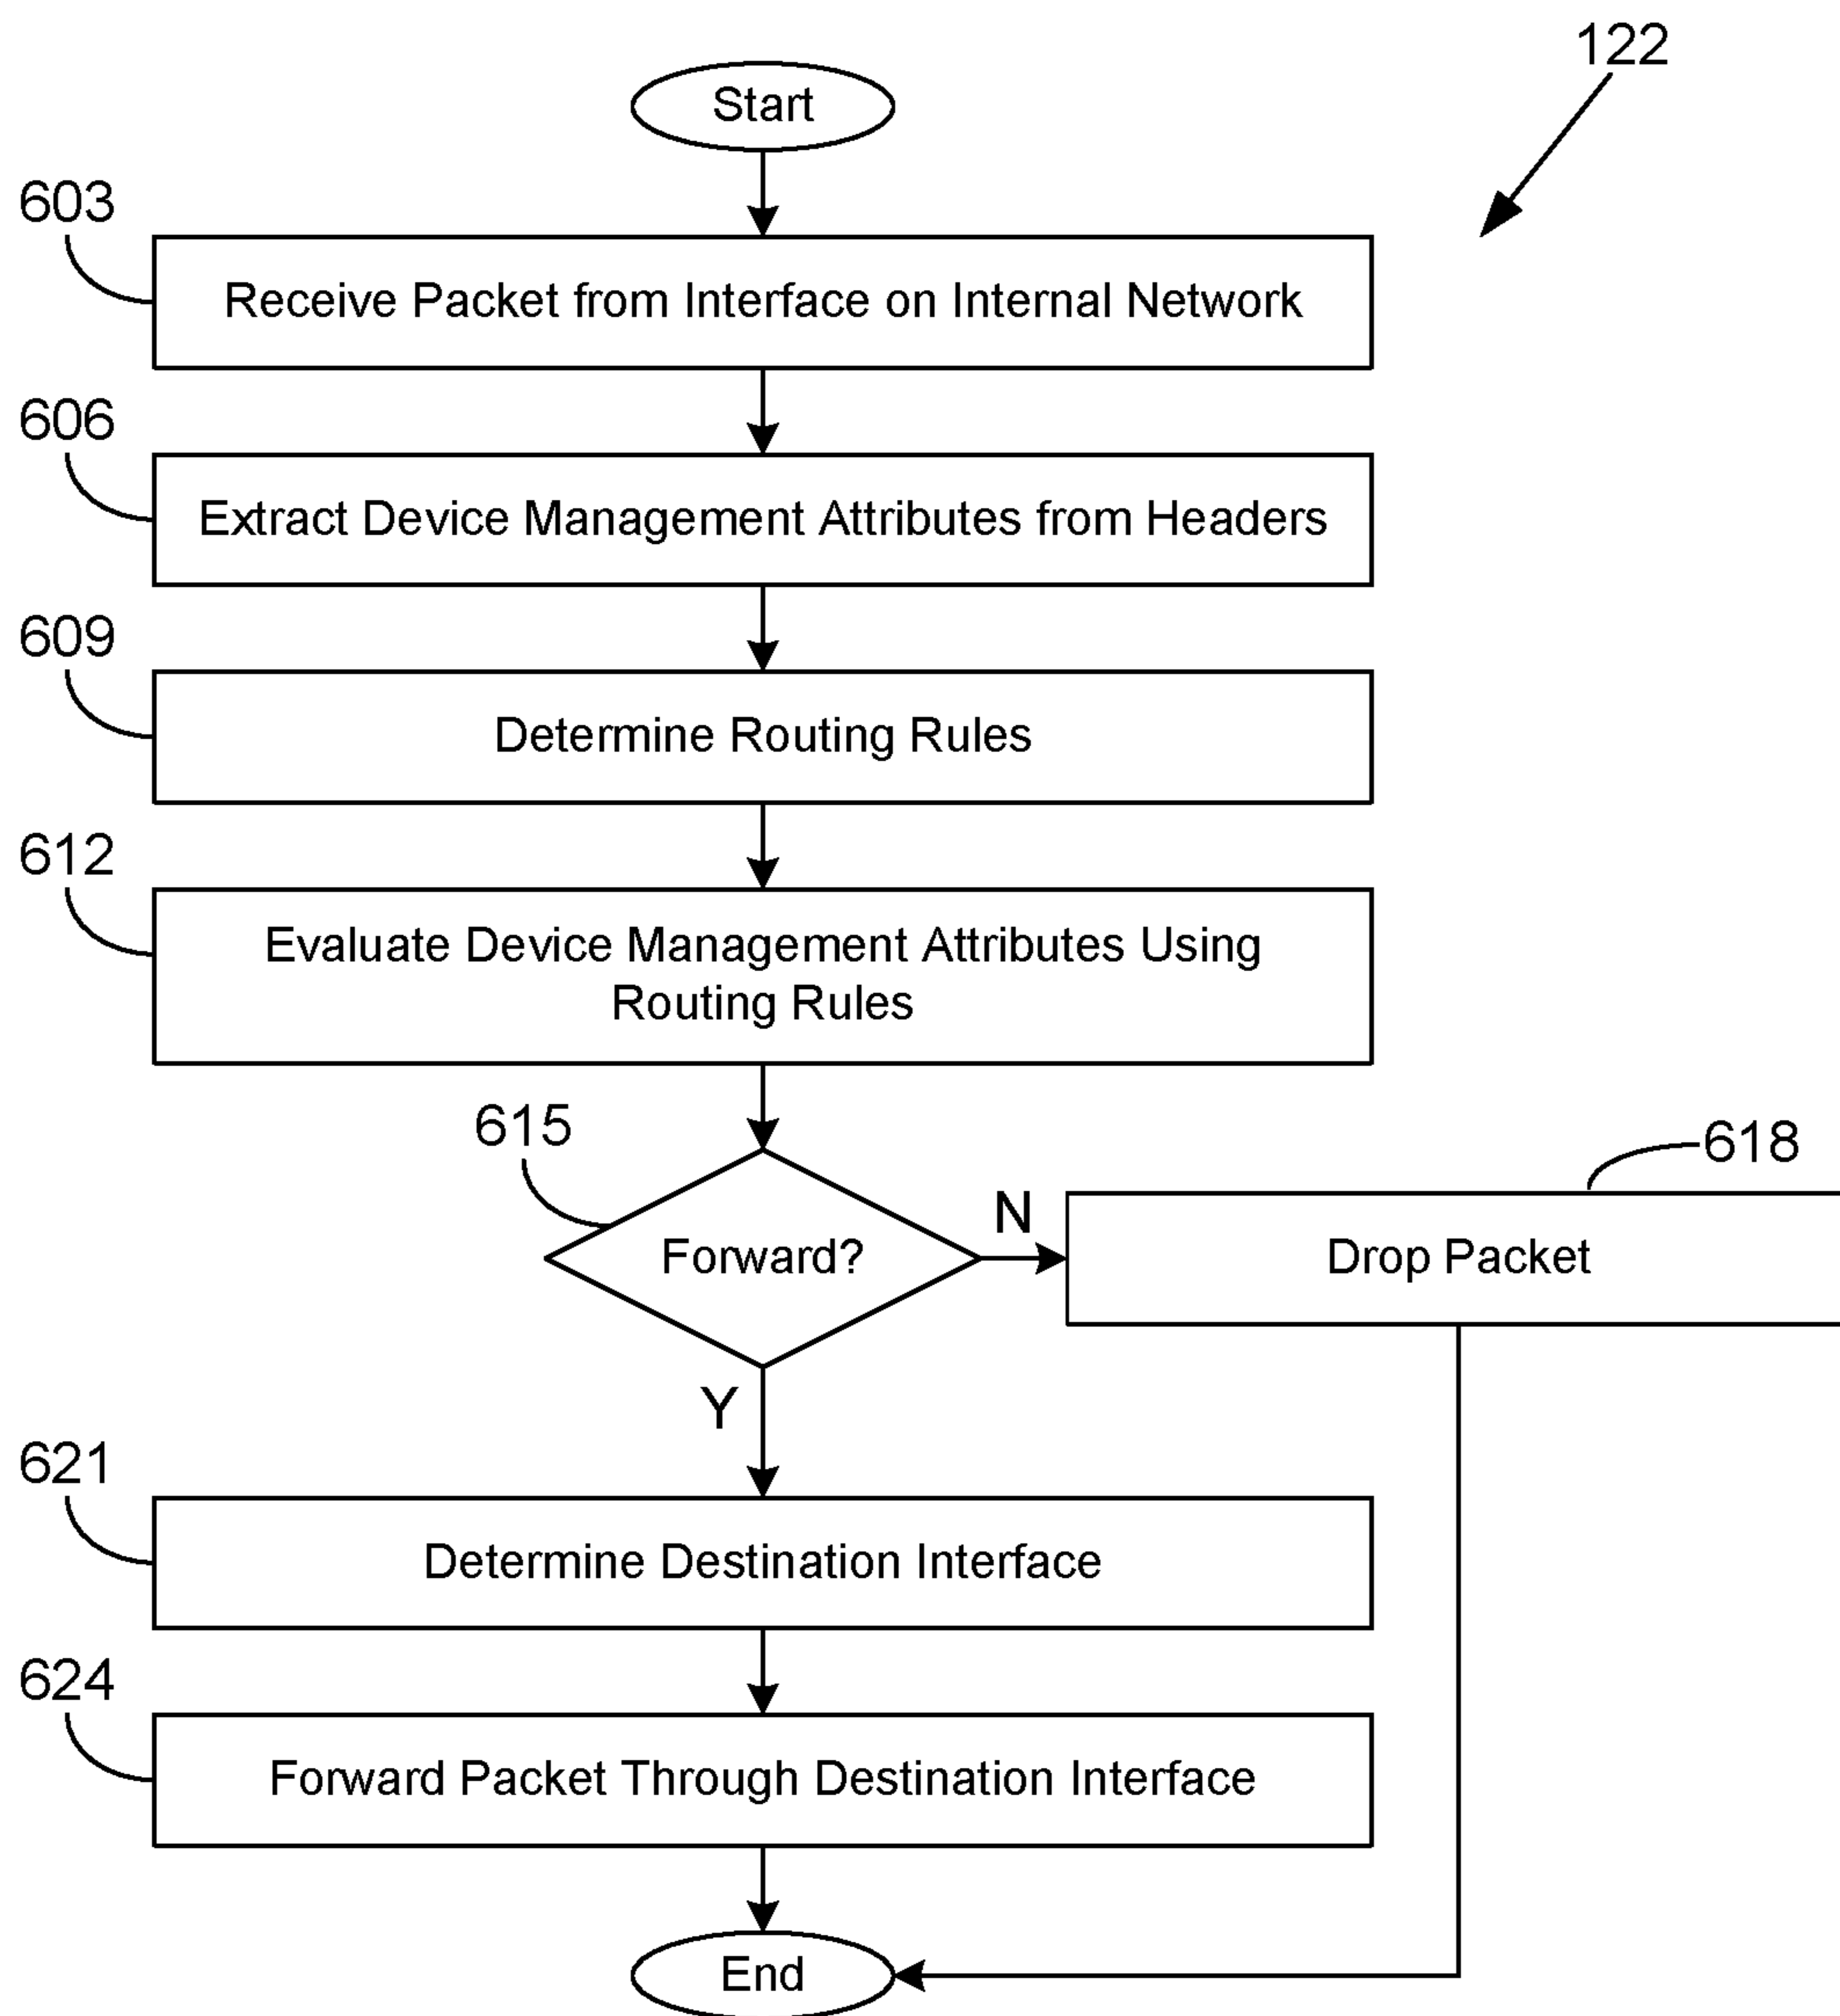 122
Start
603
Receive Packet from Interface on Internal Network
606
Extract Device Management Attributes from Headers
609
Determine Routing Rules
612
Evaluate Device Management Attributes Using
Routing Rules
615
Forward?
N
618
Drop Packet
Y
621
Determine Destination Interface
624
Forward Packet Through Destination Interface
End